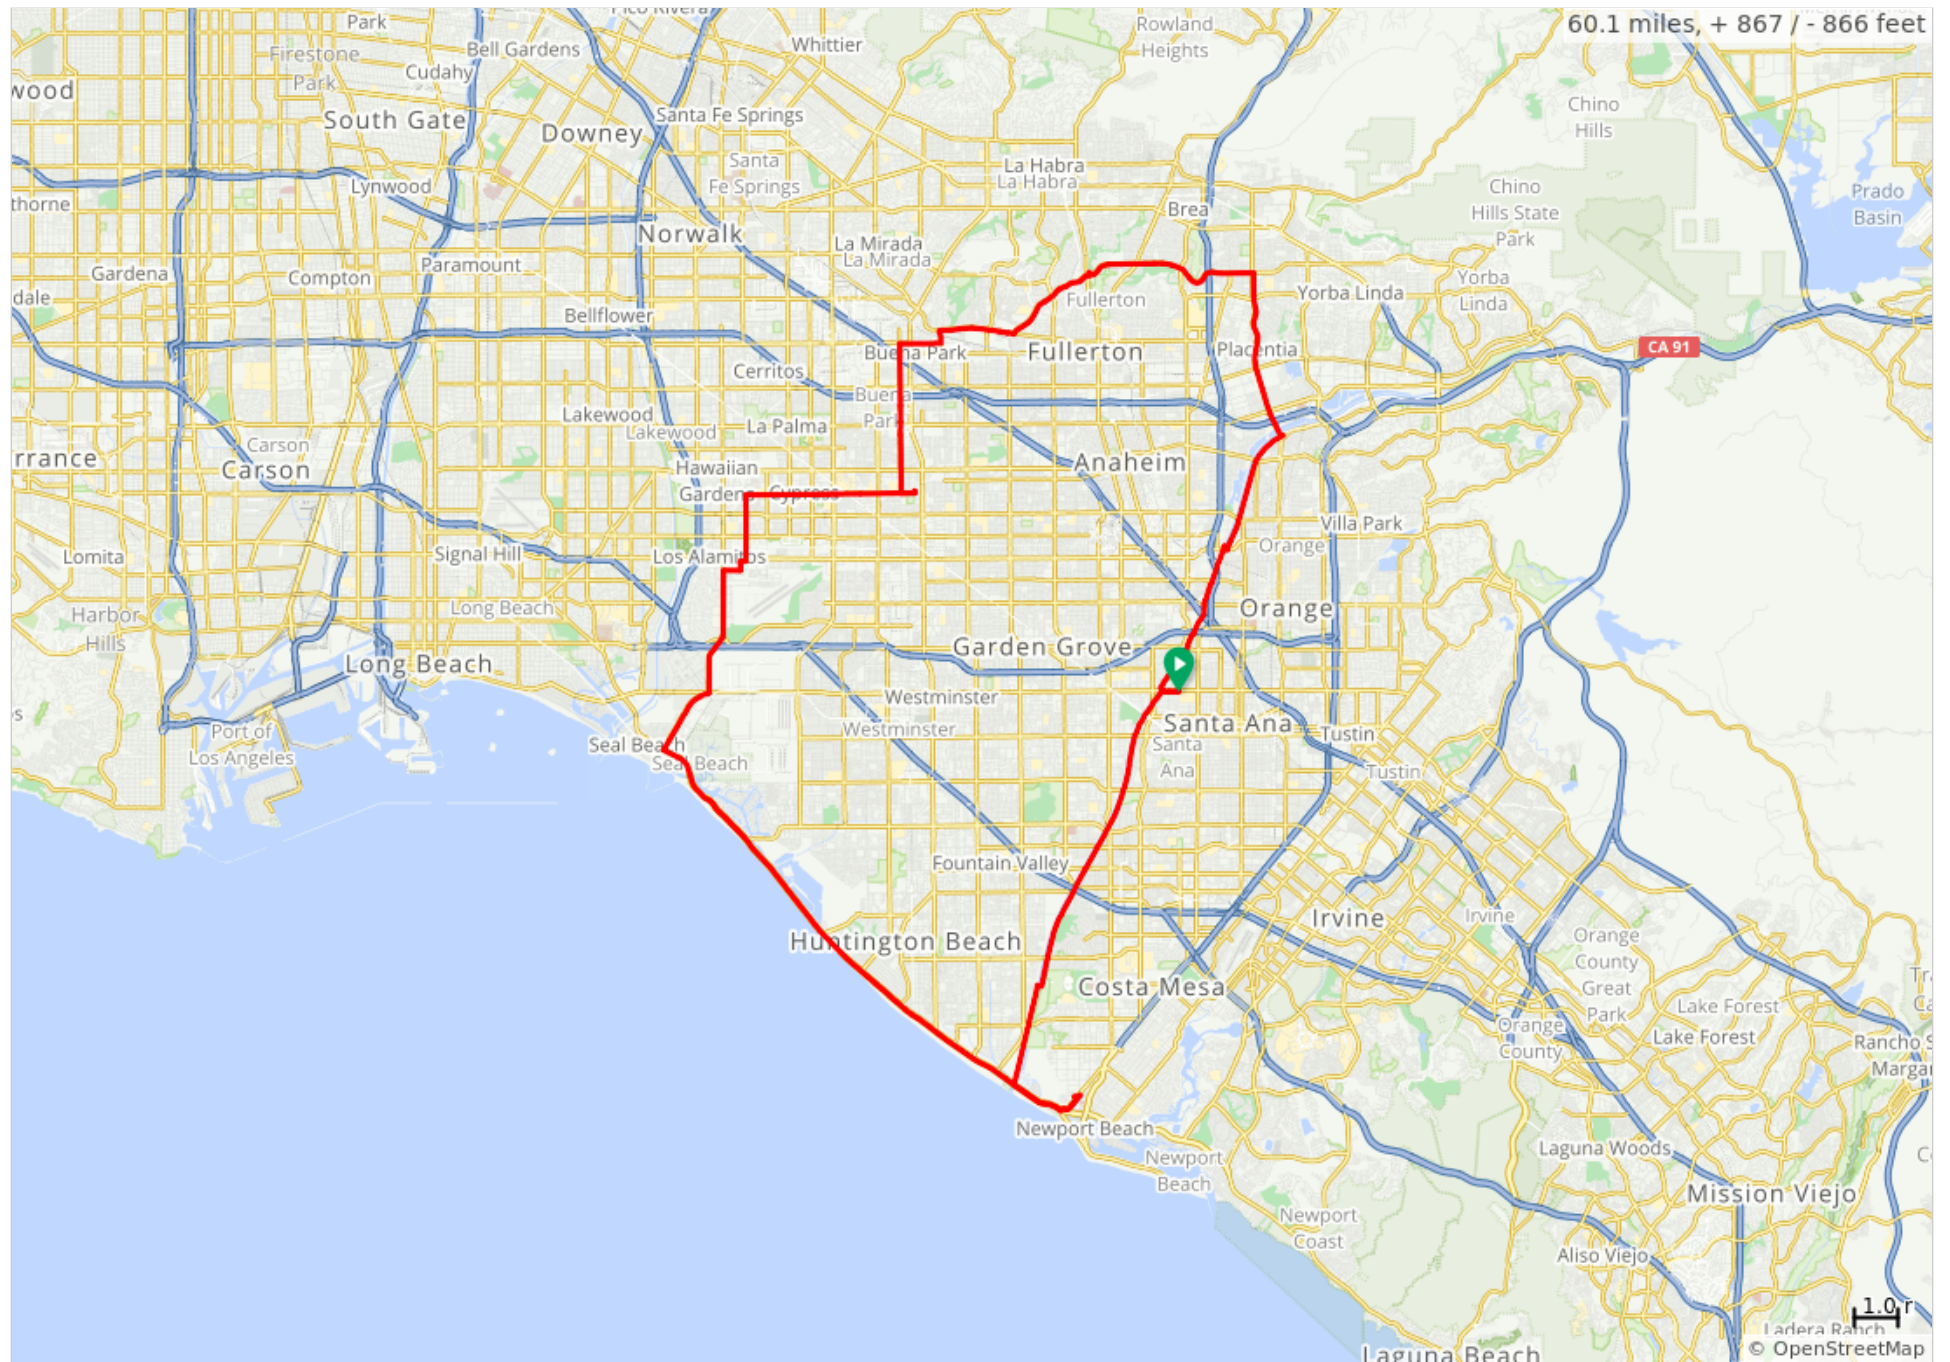 Park
Bell Gardens
Pico Rivera
Whittier
Rowland
Heights
60.1 miles, + 867 / - 866 feet
Firestone
Park
Cudahy
wood
South Gate
Downey
Santa Fe Springs
Chino
Hills
Lynwood
Santa
Fe Springs
La Habra
La Habra
Chino
Hills State
Park
Prado
Basin
thorne
Norwalk
Brea
La Mirada
La Mirada
Gardena
Compton
Paramount
Yorba
Linda
Yorba Linda
dale
Bellflower
Fullerton
Buena Park
Fullerton
Placentia
CA 91
Cerritos
Buena
Park
Lakewood
Lakewood
La Palma
rrance
Carson
Carson
Hawaiian
Gardens
Cypress
Anaheim
Villa Park
Orange
Lomita
Signal Hill
Los Alamitos
Harbor
Hills
Long Beach
Orange
Long Beach
Garden Grove
Westminster
Westminster
Santa Ana
Santa
Ana
Tustin
Tustin
s
Port of
Los Angeles
Seal Beach
Seal Beach
Fountain Valley
Irvine
Irvine
Huntington Beach
Orange
County
Great
Park
Costa Mesa
Lake Forest
Lake Forest
Tr
Ca
Orange
County
Rancho S
Margar
Newport Beach
Newport
Beach
Laguna Woods
C
Mission Viejo
Newport
Coast
Aliso Viejo
1.0 r
Ladera Ranch
© OpenStreetMap
Laguna Beach